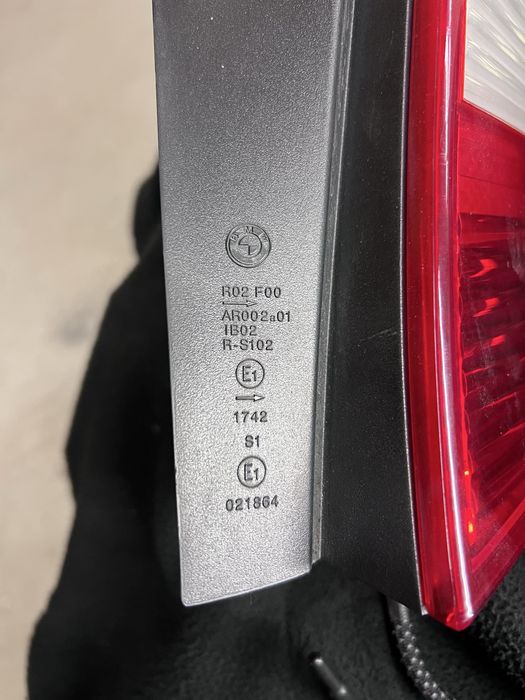 BMW
R02 F00
AR002a01
IB02
R-S102
E1
1742
S1
E1
021864